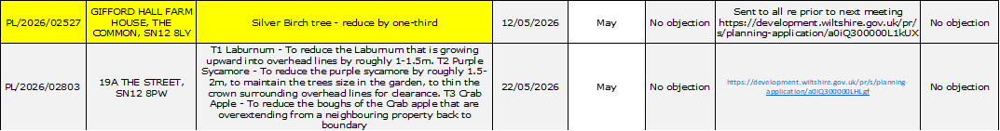 PL/2026/02527
GIFFORD HALL FARM
HOUSE, THE
COMMON, SN12 8LY
Silver Birch tree - reduce by one-third
12/05/2026
May
No objection
Sent to all re prior to next meeting
https://development.wiltshire.gov.uk/pr/
s/planning-application/a0iQ300000L1kUX
No objection
PL/2026/02803
19A THE STREET,
SN12 8PW
T1 Laburnum - To reduce the Laburnum that is growing
upward into overhead lines by roughly 1-1.5m. T2 Purple
Sycamore - To reduce the purple sycamore by roughly 1.5-
2m, to maintain the trees size in the garden, to thin the
crown surrounding overhead lines for clearance. T3 Crab
Apple - To reduce the boughs of the Crab apple that are
overextending from a neighbouring property back to
boundary
22/05/2026
May
No objection
https://development.wiltshire.gov.uk/pr/s/planning-
application/a0iQ300000LHLgf
No objection